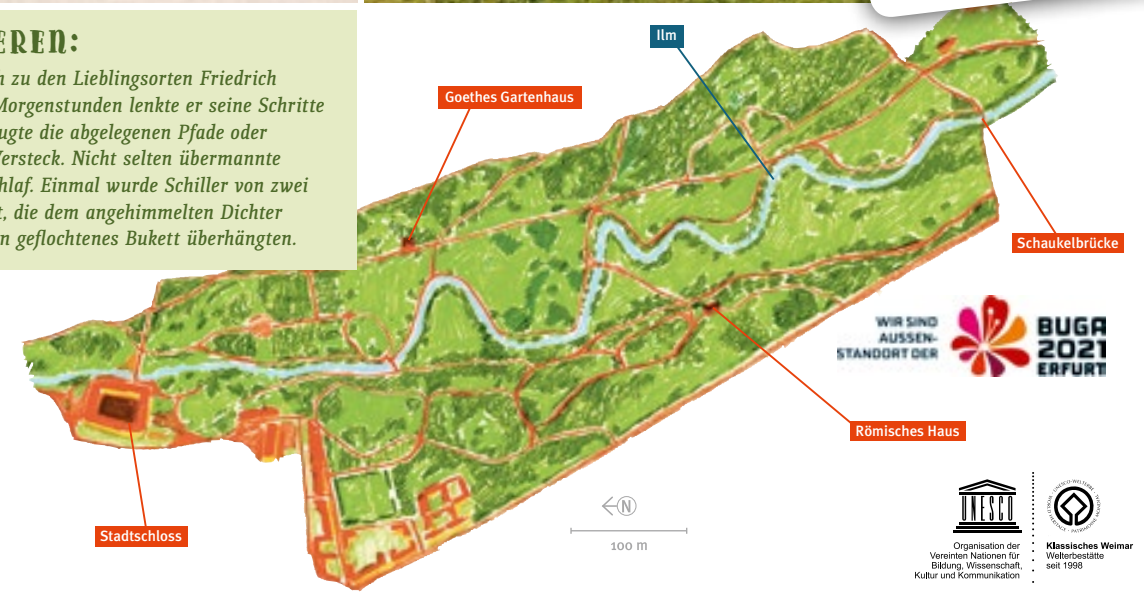 EREN:
n zu den Lieblingsorten Friedrich
Morgenstunden lenkte er seine Schritte
ugte die abgelegenen Pfade oder
Versteck. Nicht selten übermannte
hlaf. Einmal wurde Schiller von zwei
t, die dem angehimmelten Dichter
n geflochtenes Bukett überhängten.
Ilm
Goethes Gartenhaus
Schaukelbrücke
WIR SIND
AUSSEN-
STANDORT DER
BUGA
2021
ERFURT
Römisches Haus
Stadtschloss
N
100 m
UNESCO
Organisation der
Vereinten Nationen für
Bildung, Wissenschaft,
Kultur und Kommunikation
Klassisches Weimar
Welterbestätte
seit 1998